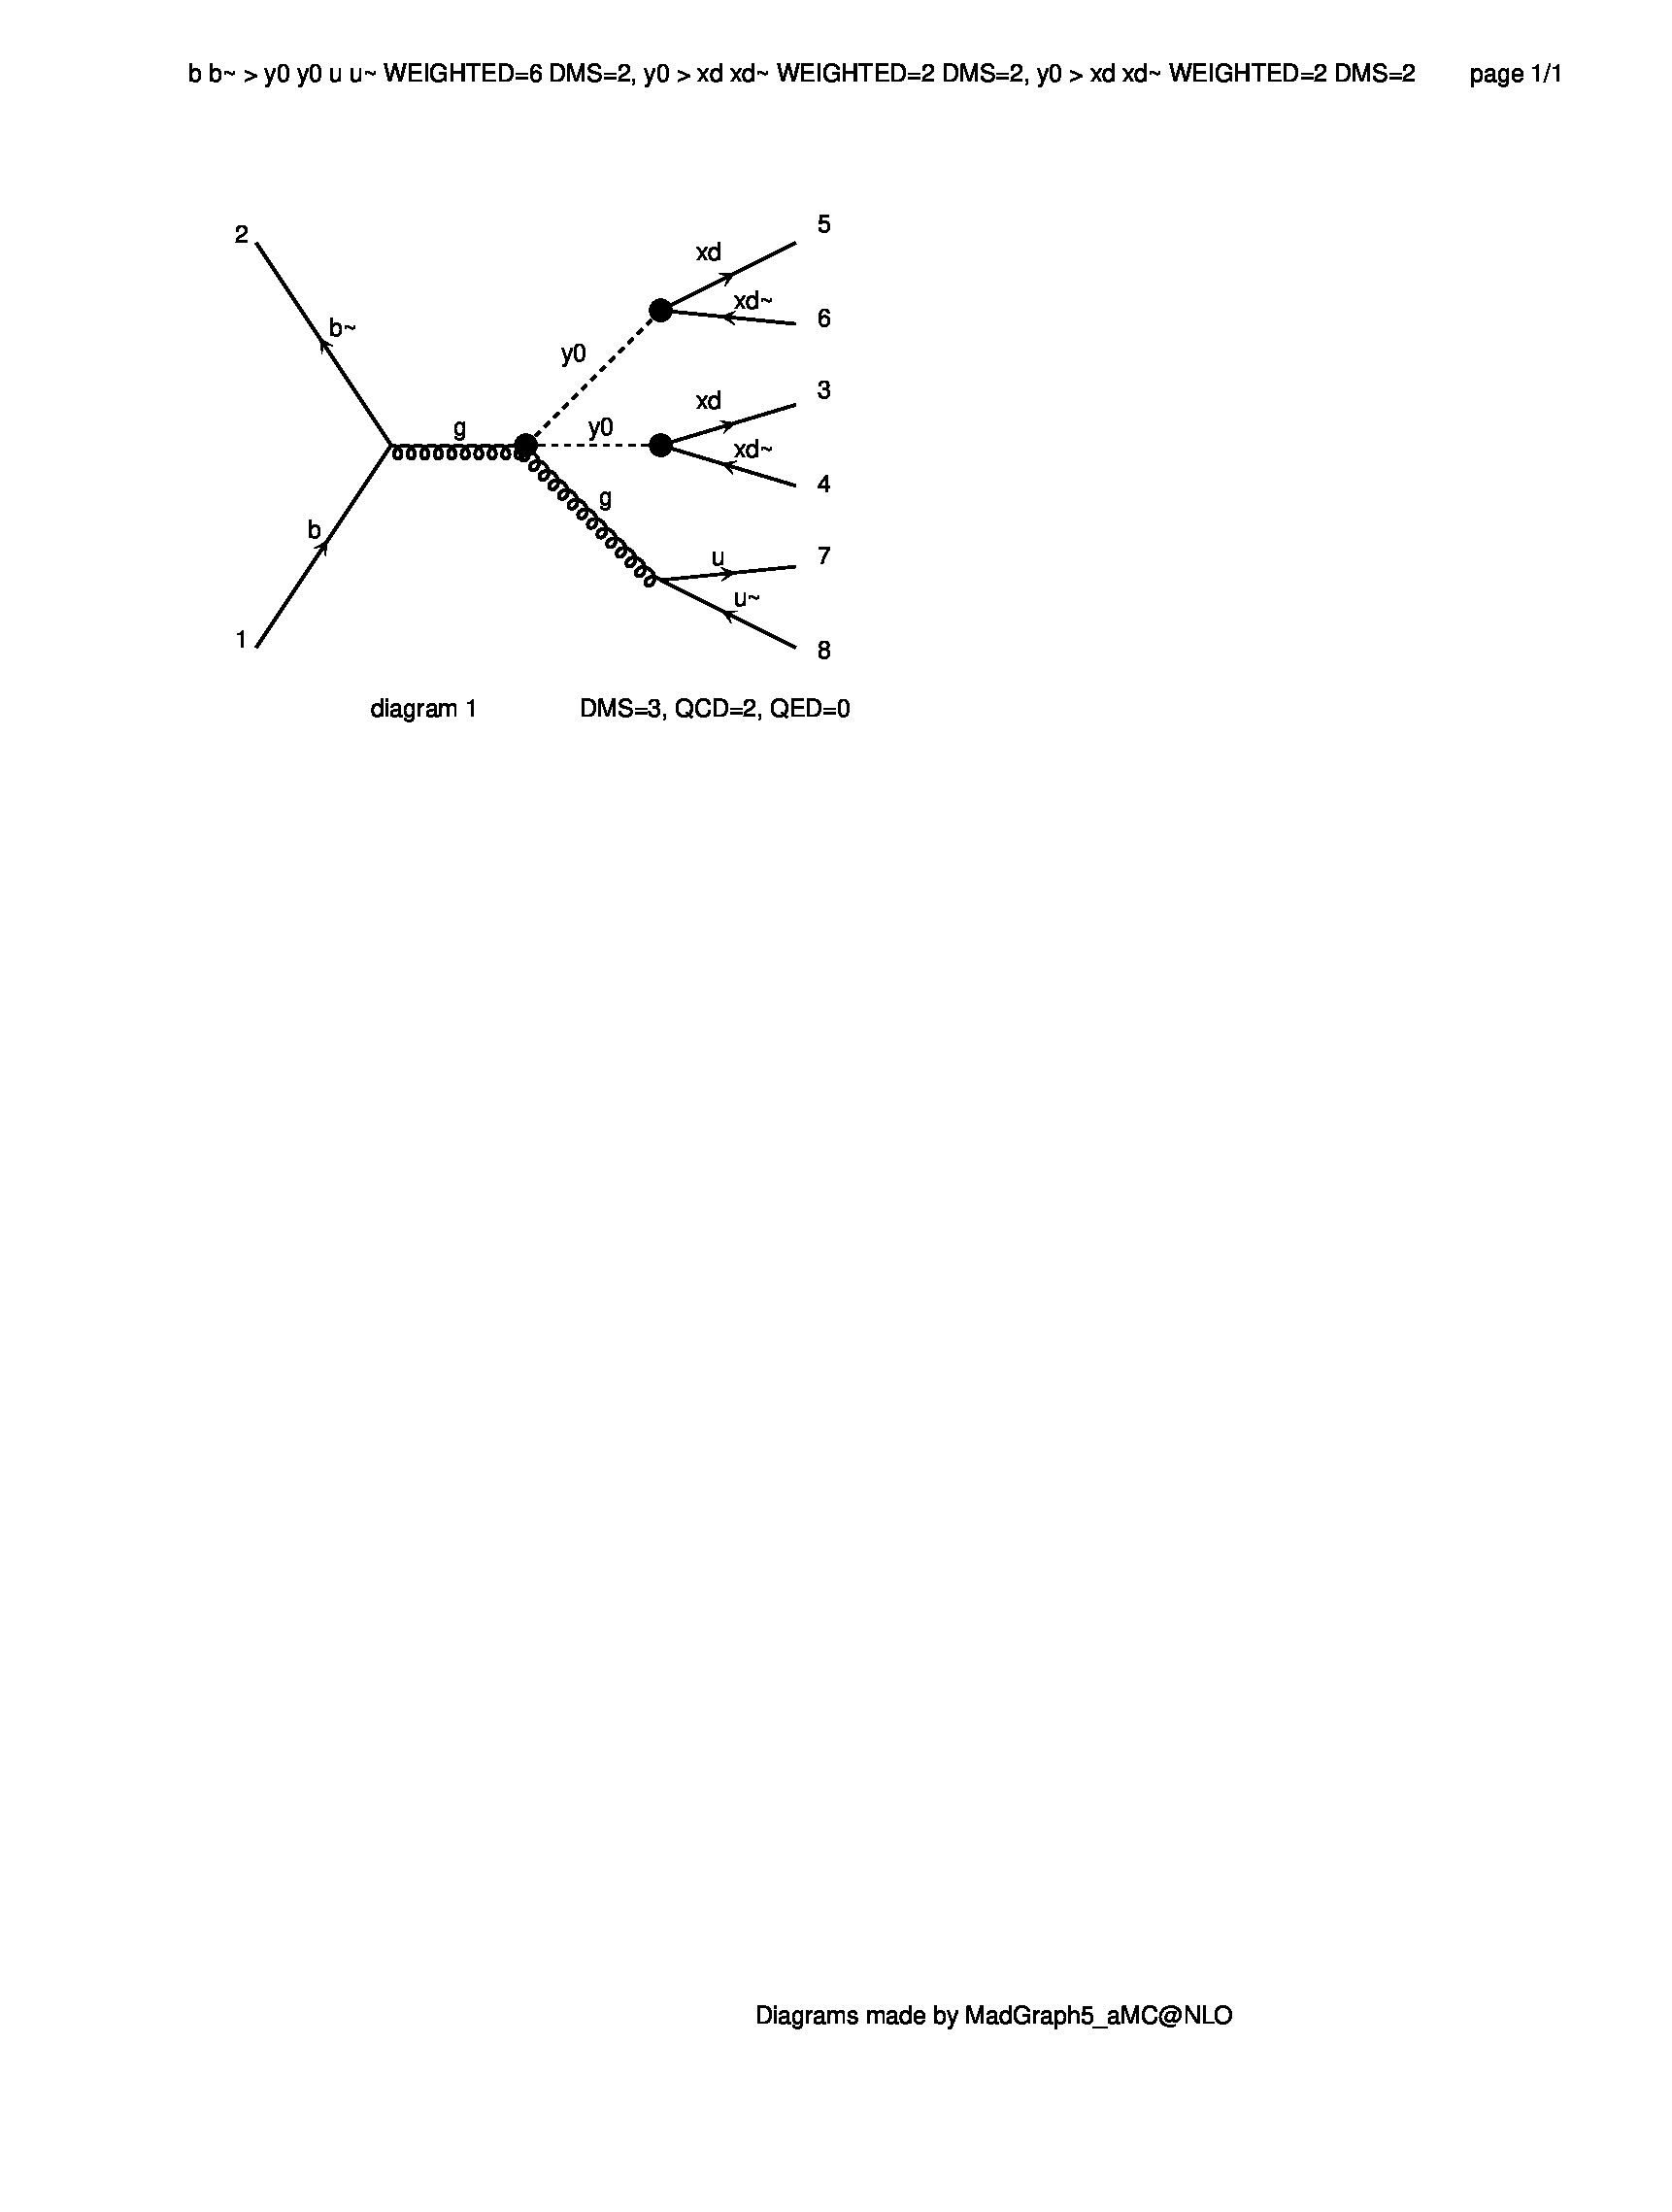 b b~ > y0 y0 u u~ WEIGHTED=6 DMS=2, y0 > xd xd~ WEIGHTED=2 DMS=2, y0 > xd xd~ WEIGHTED=2 DMS=2 page 1/1
5
2
xd
xd~
6
b~
y0
3
xd
g
y0
xd~
4
g
b
u
7
u~
1
8
diagram 1 DMS=3, QCD=2, QED=0
Diagrams made by MadGraph5_aMC@NLO